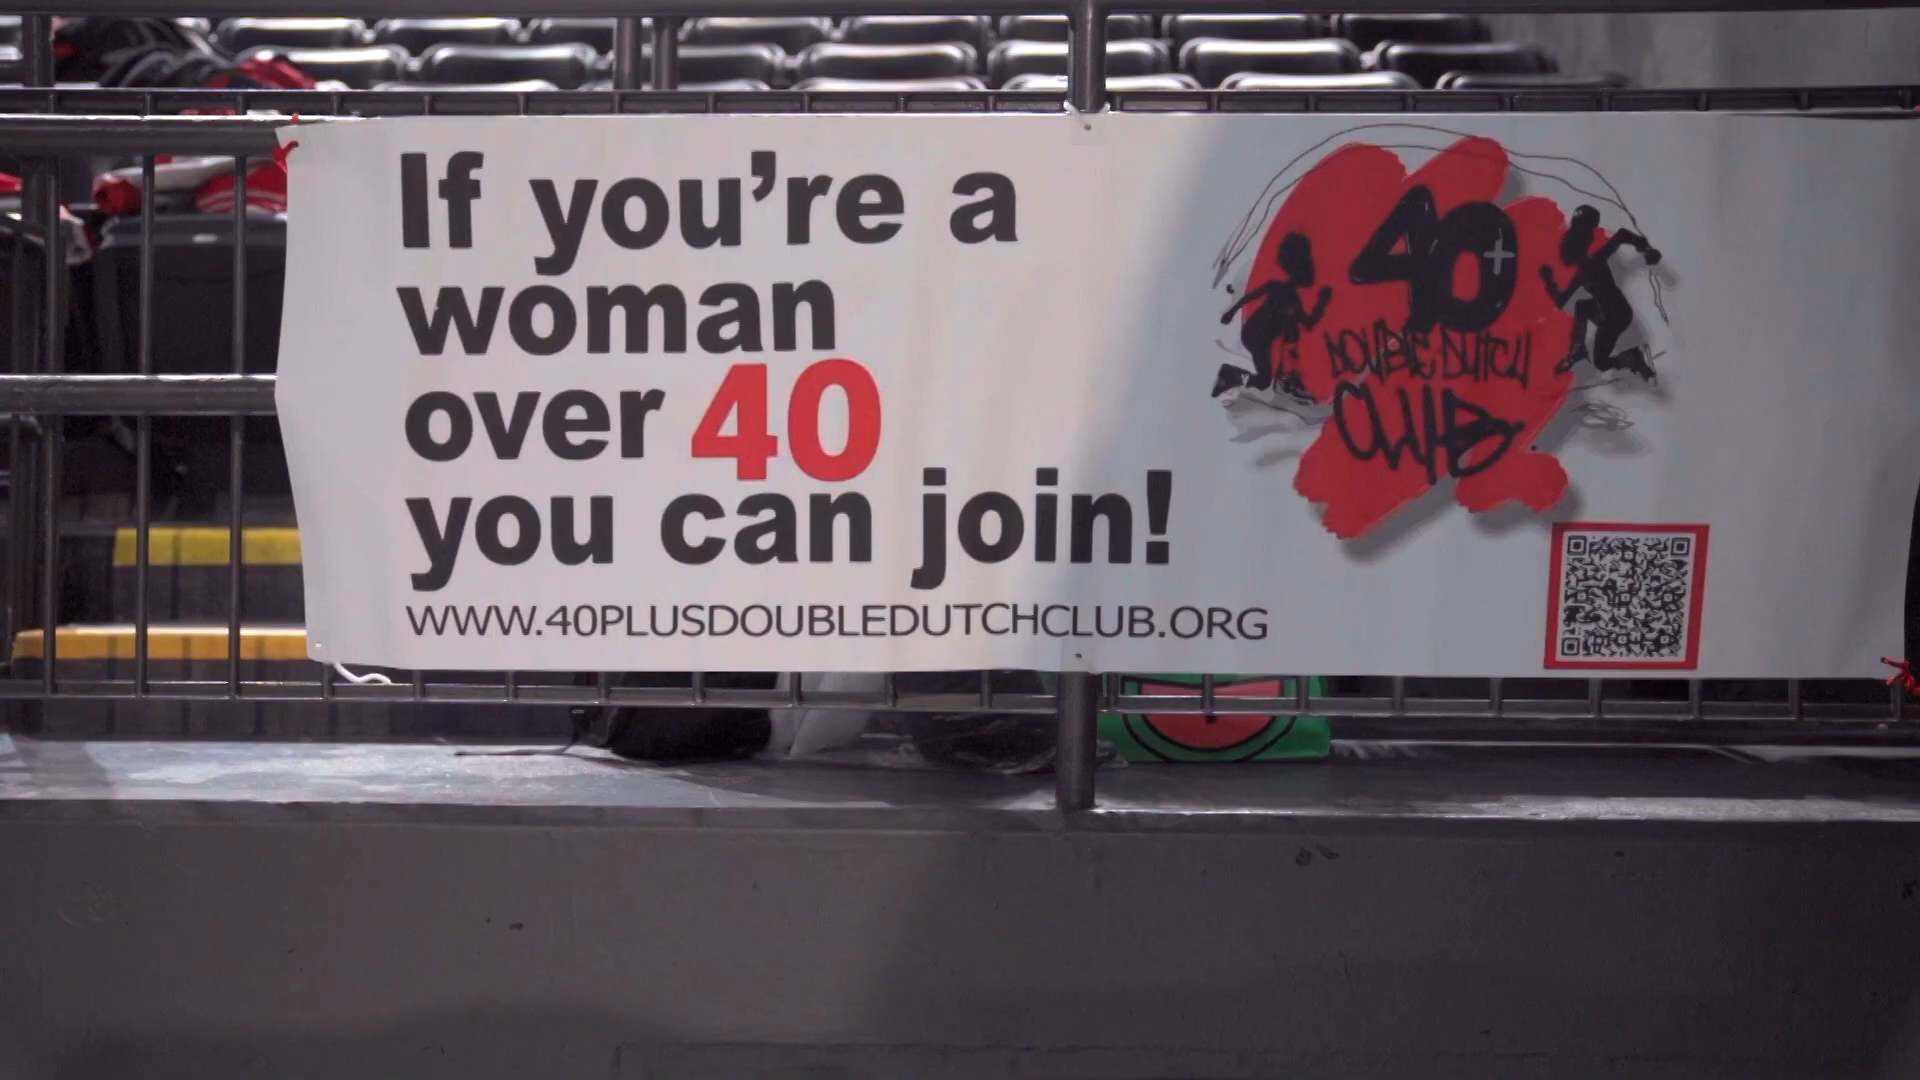 If you're a
woman
over 40
you can join!
WWW.40PLUSDOUBLEDUTCHCLUB.ORG
40+
DOUBLE DUTCH
CLUB